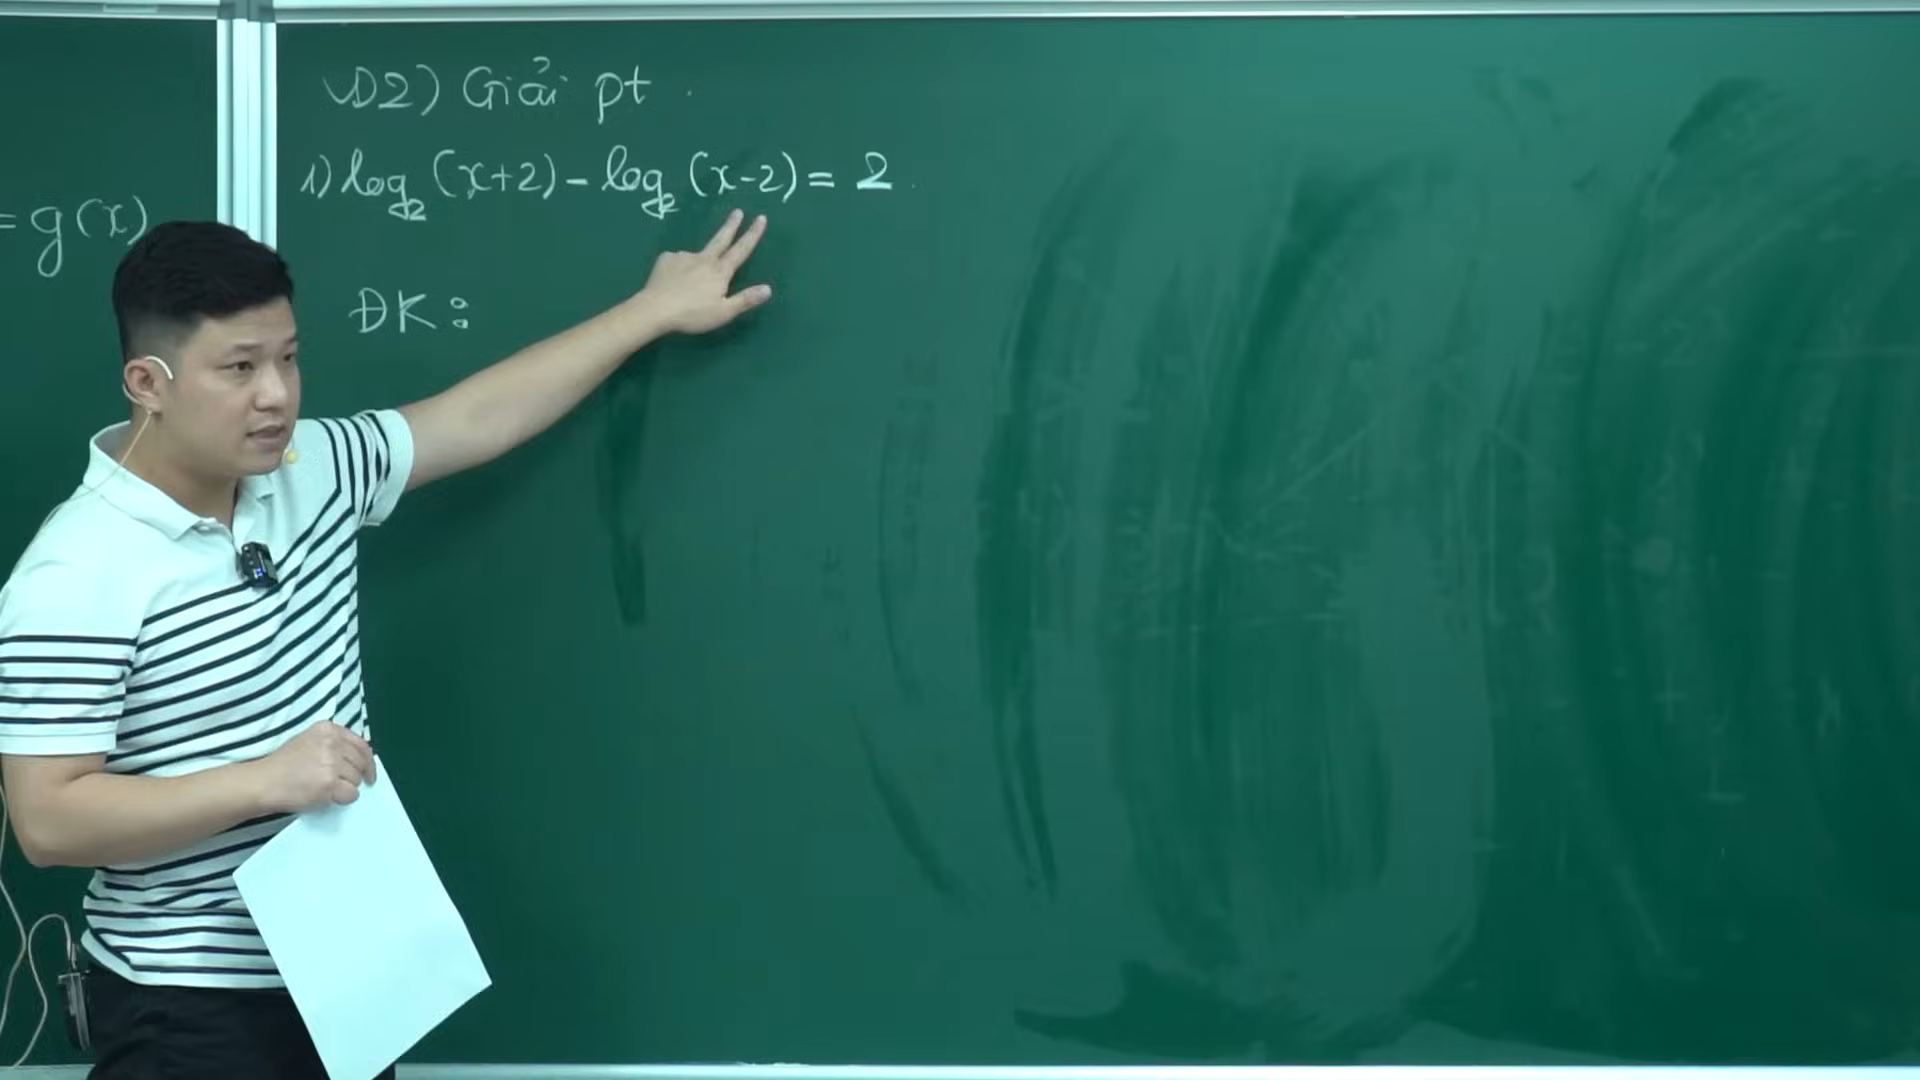 VD2) Giải pt
1) log₂ (x+2) - log₂ (x-2) = 2
= g(x)
ĐK: